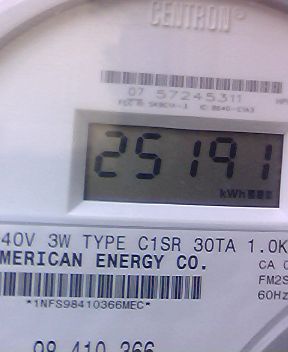 CENTRON®
07 57245311
25191
kWh
40V 3W TYPE C1SR 30TA 1.0K
MERICAN ENERGY CO.
CA 0
FM2S
60Hz
*1NFS98410366MEC*
98 410 366